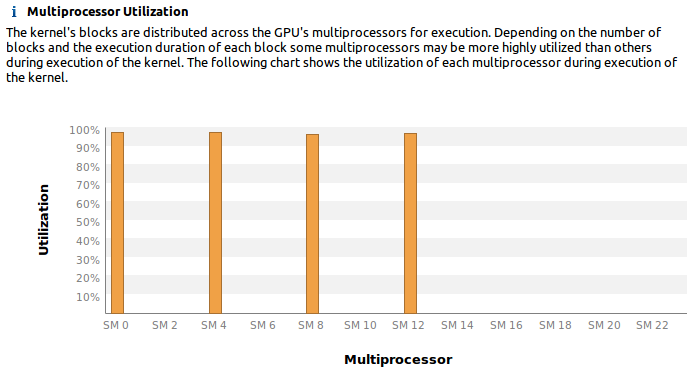 i Multiprocessor Utilization
The kernel's blocks are distributed across the GPU's multiprocessors for execution. Depending on the number of
blocks and the execution duration of each block some multiprocessors may be more highly utilized than others
during execution of the kernel. The following chart shows the utilization of each multiprocessor during execution of
the kernel.
100%
90%
80%
70%
60%
50%
40%
30%
20%
10%
Utilization
SM 0 SM 2 SM 4 SM 6 SM 8 SM 10 SM 12 SM 14 SM 16 SM 18 SM 20 SM 22
Multiprocessor